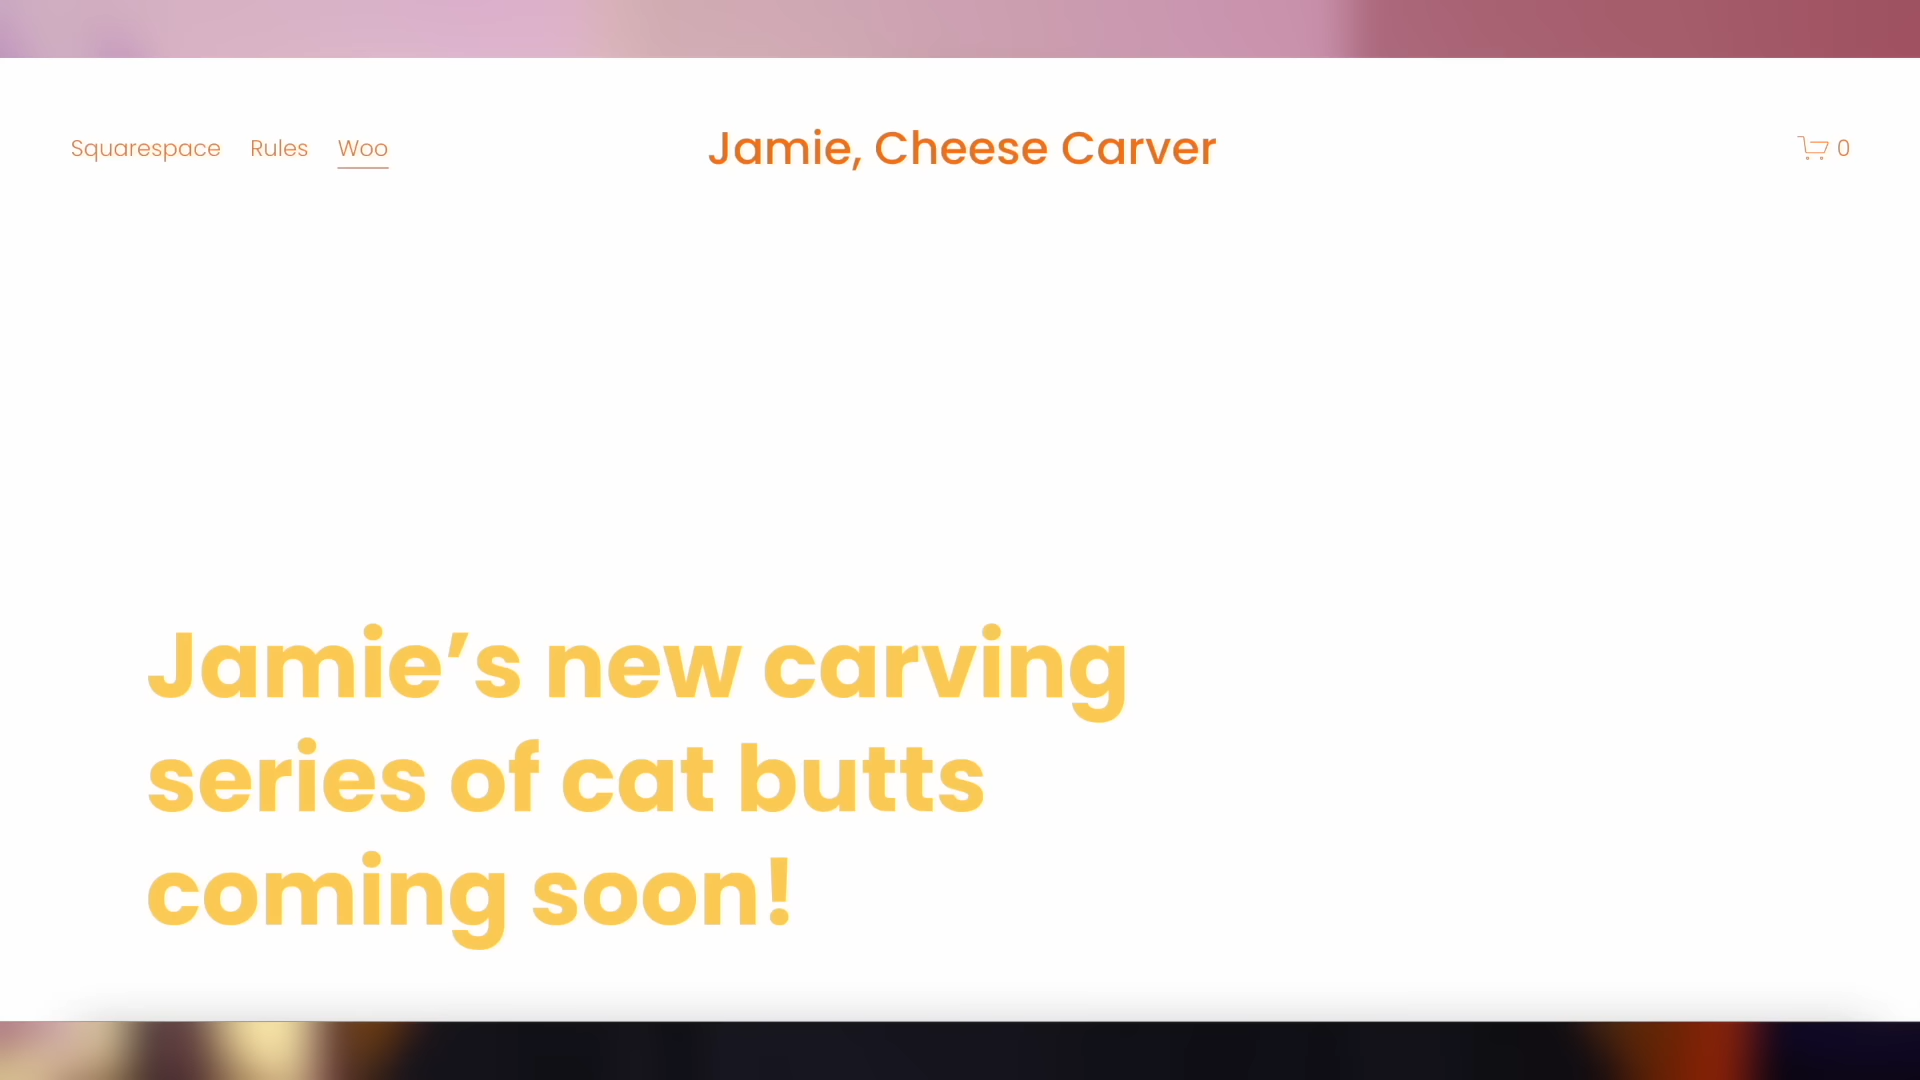 Squarespace Rules Woo
Jamie, Cheese Carver
0
Jamie’s new carving
series of cat butts
coming soon!